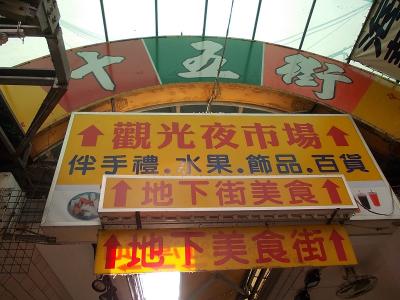 十五街
↑觀光夜市場↑
伴手禮.水果.飾品.百貨
↑地下街美食↑
↑地下美食街↑